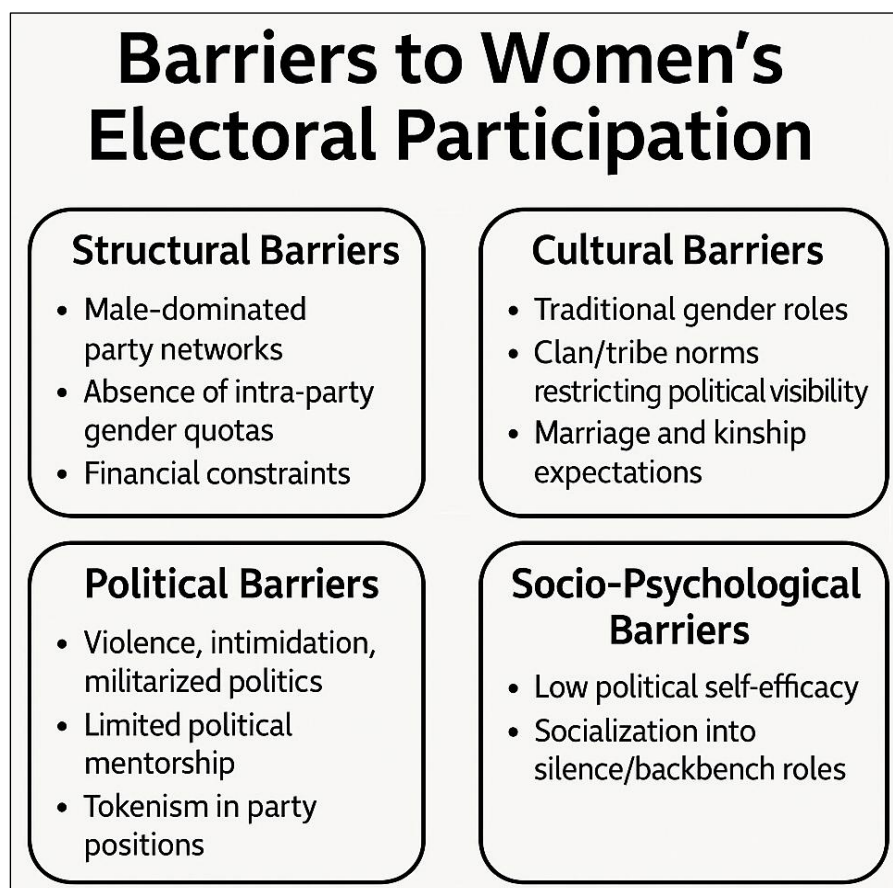 Barriers to Women's
Electoral Participation
Structural Barriers
• Male-dominated
party networks
• Absence of intra-party
gender quotas
• Financial constraints
Cultural Barriers
• Traditional gender roles
• Clan/tribe norms
restricting political visibility
• Marriage and kinship
expectations
Political Barriers
• Violence, intimidation,
militarized politics
• Limited political
mentorship
• Tokenism in party
positions
Socio-Psychological
Barriers
• Low political self-efficacy
• Socialization into
silence/backbench roles